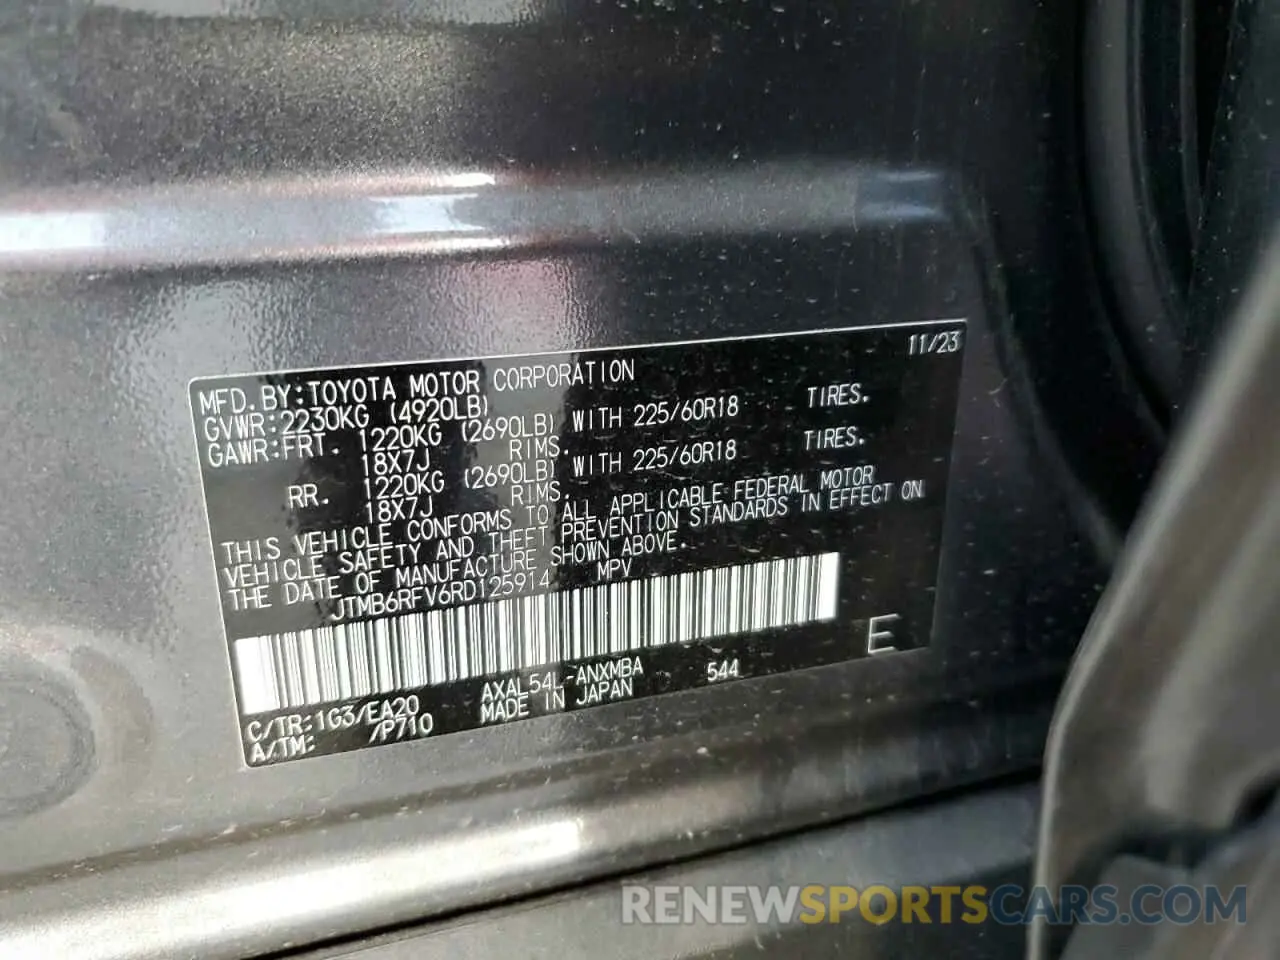 11/23
MFD. BY: TOYOTA MOTOR CORPORATION
GVWR: 2230KG (4920LB)
GAWR: FRT. 1220KG (2690LB) WITH 225/60R18 TIRES.
18X7J RIMS.
RR. 1220KG (2690LB) WITH 225/60R18 TIRES.
18X7J RIMS.
THIS VEHICLE CONFORMS TO ALL APPLICABLE FEDERAL MOTOR
VEHICLE SAFETY AND THEFT PREVENTION STANDARDS IN EFFECT ON
THE DATE OF MANUFACTURE SHOWN ABOVE.
JTMB6RFV6RD125914 MPV
E
C/TR: 1G3/EA20 AXAL54L-ANXMBA 544
A/TM: /P710 MADE IN JAPAN
RENEWSPORTSCARS.COM